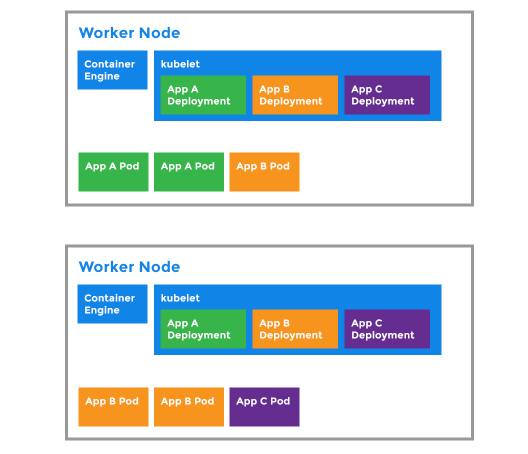 Worker Node
Container
Engine
kubelet
App A
Deployment
App B
Deployment
App C
Deployment
App A Pod
App A Pod
App B Pod
Worker Node
Container
Engine
kubelet
App A
Deployment
App B
Deployment
App C
Deployment
App B Pod
App B Pod
App C Pod